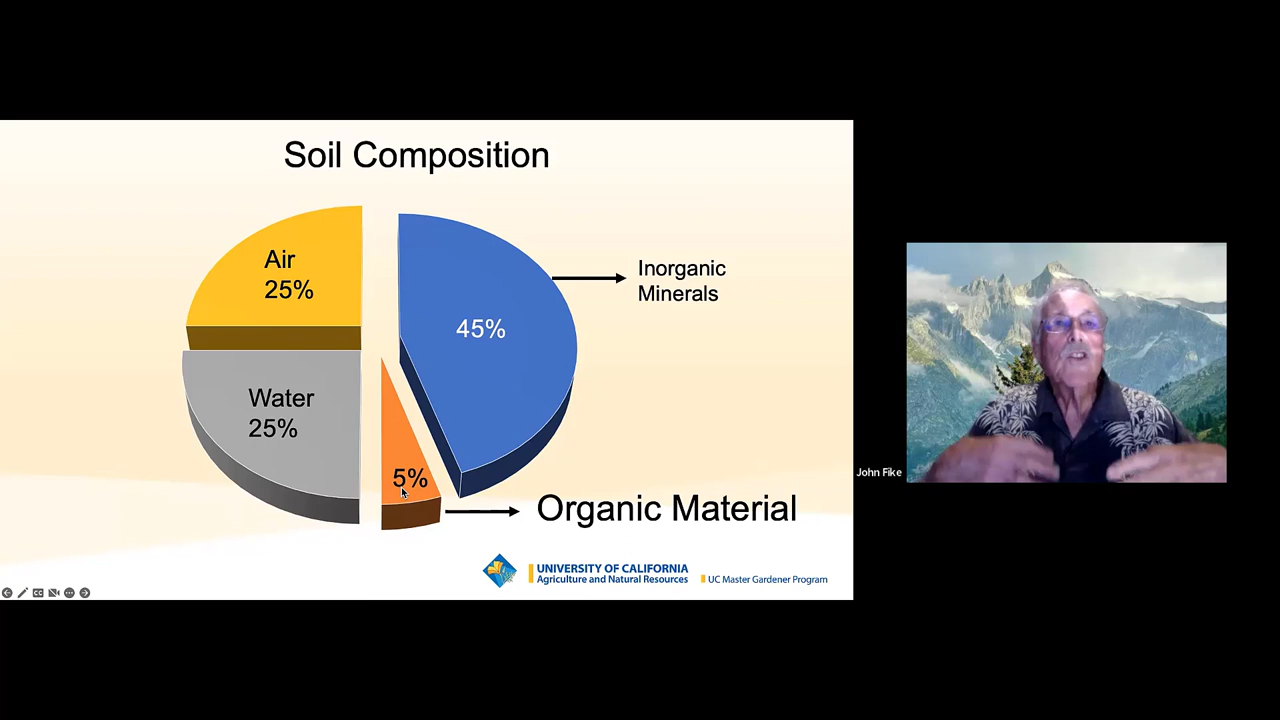 Soil Composition
Air
25%
45%
Inorganic
Minerals
Water
25%
5%
Organic Material
UNIVERSITY OF CALIFORNIA
Agriculture and Natural Resources
UC Master Gardener Program
John Fike
CC